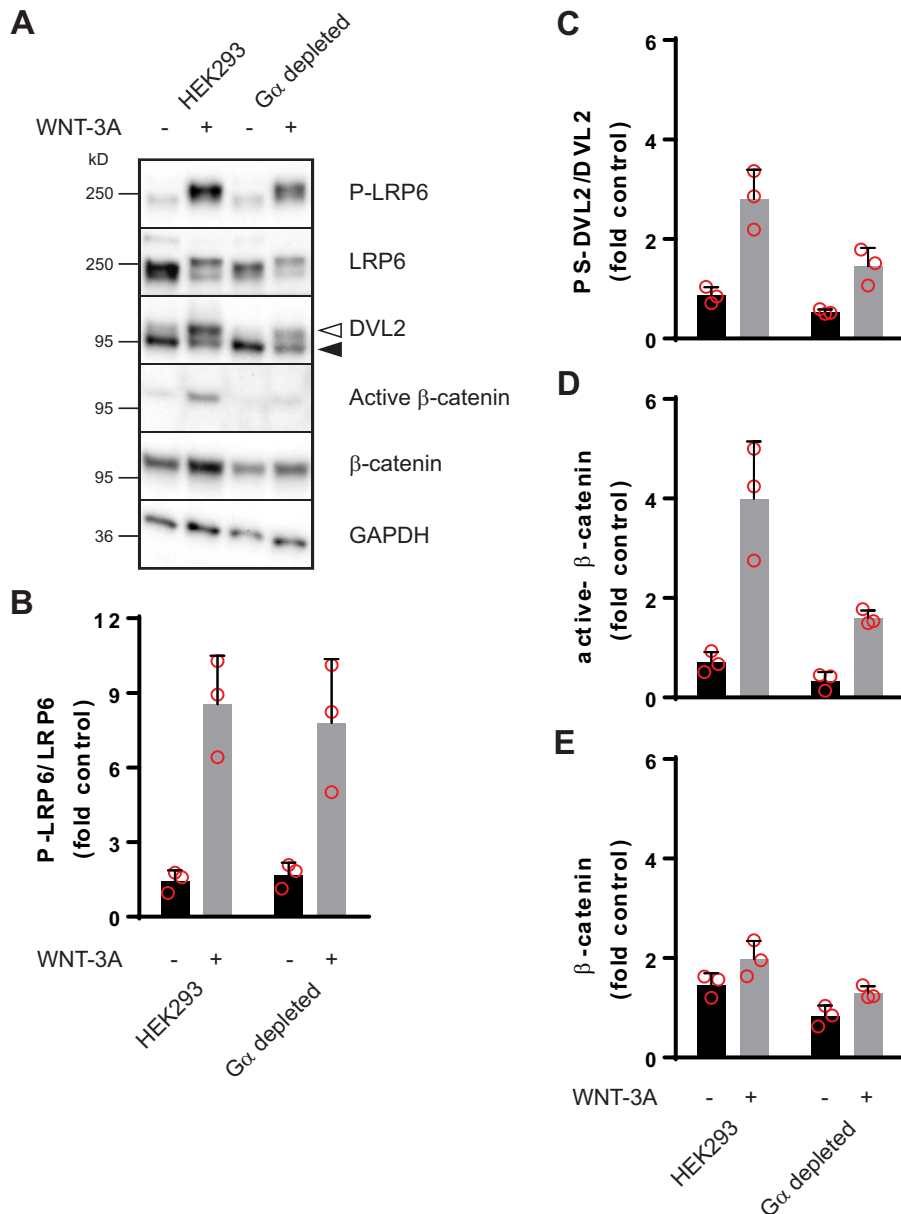 A
HEK293
Gα depleted
WNT-3A - + - +
kD
250
P-LRP6
250
LRP6
95
DVL2
95
Active β-catenin
95
β-catenin
36
GAPDH
B
P-LRP6/LRP6
(fold control)
12
9
6
3
0
WNT-3A - + - +
HEK293
Gα depleted
C
PS-DVL2/DVL2
(fold control)
6
4
2
0
D
active- β-catenin
(fold control)
6
4
2
0
E
β-catenin
(fold control)
6
4
2
0
WNT-3A - + - +
HEK293
Gα depleted